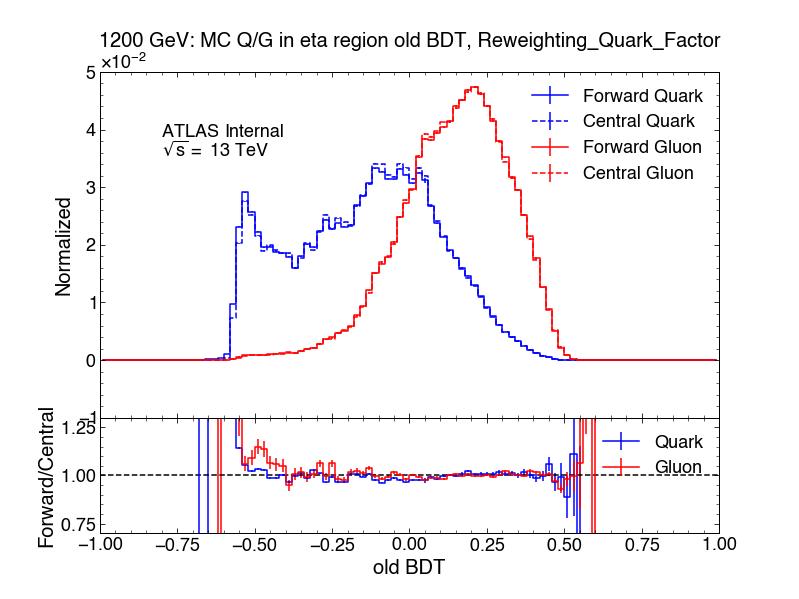 1200 GeV: MC Q/G in eta region old BDT, Reweighting_Quark_Factor
×10⁻²
5
4
3
2
1
0
−1
Normalized
ATLAS Internal
√s = 13 TeV
Forward Quark
Central Quark
Forward Gluon
Central Gluon
1.25
1.00
0.75
Forward/Central
Quark
Gluon
−1.00 −0.75 −0.50 −0.25 0.00 0.25 0.50 0.75 1.00
old BDT